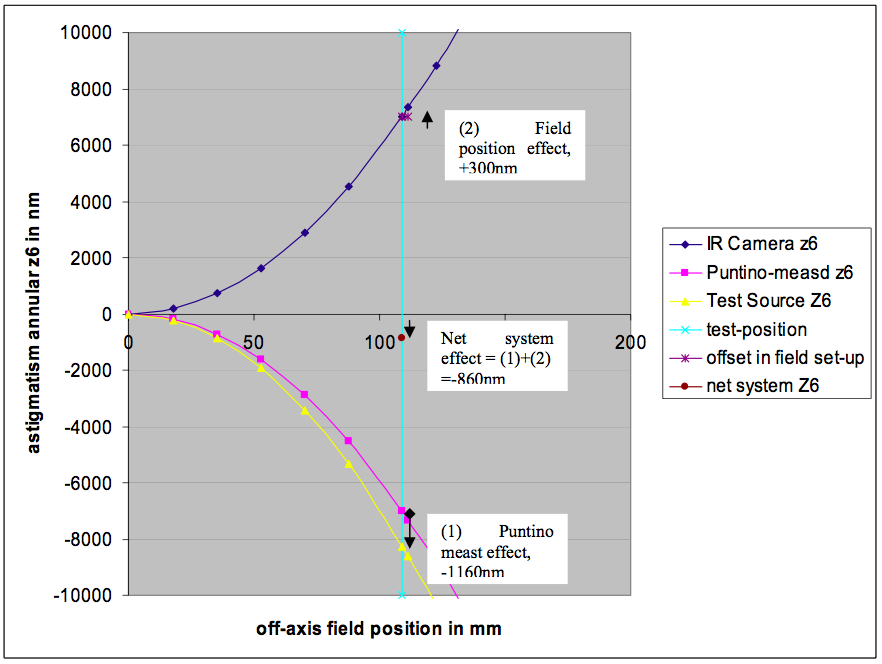 10000
8000
6000
4000
2000
0
-2000
-4000
-6000
-8000
-10000
0
50
100
200
astigmatism annular z6 in nm
off-axis field position in mm
(2) Field
position effect,
+300nm
Net system
effect = (1)+(2)
=-860nm
(1) Puntino
meast effect,
-1160nm
IR Camera z6
Puntino-measd z6
Test Source Z6
test-position
offset in field set-up
net system Z6